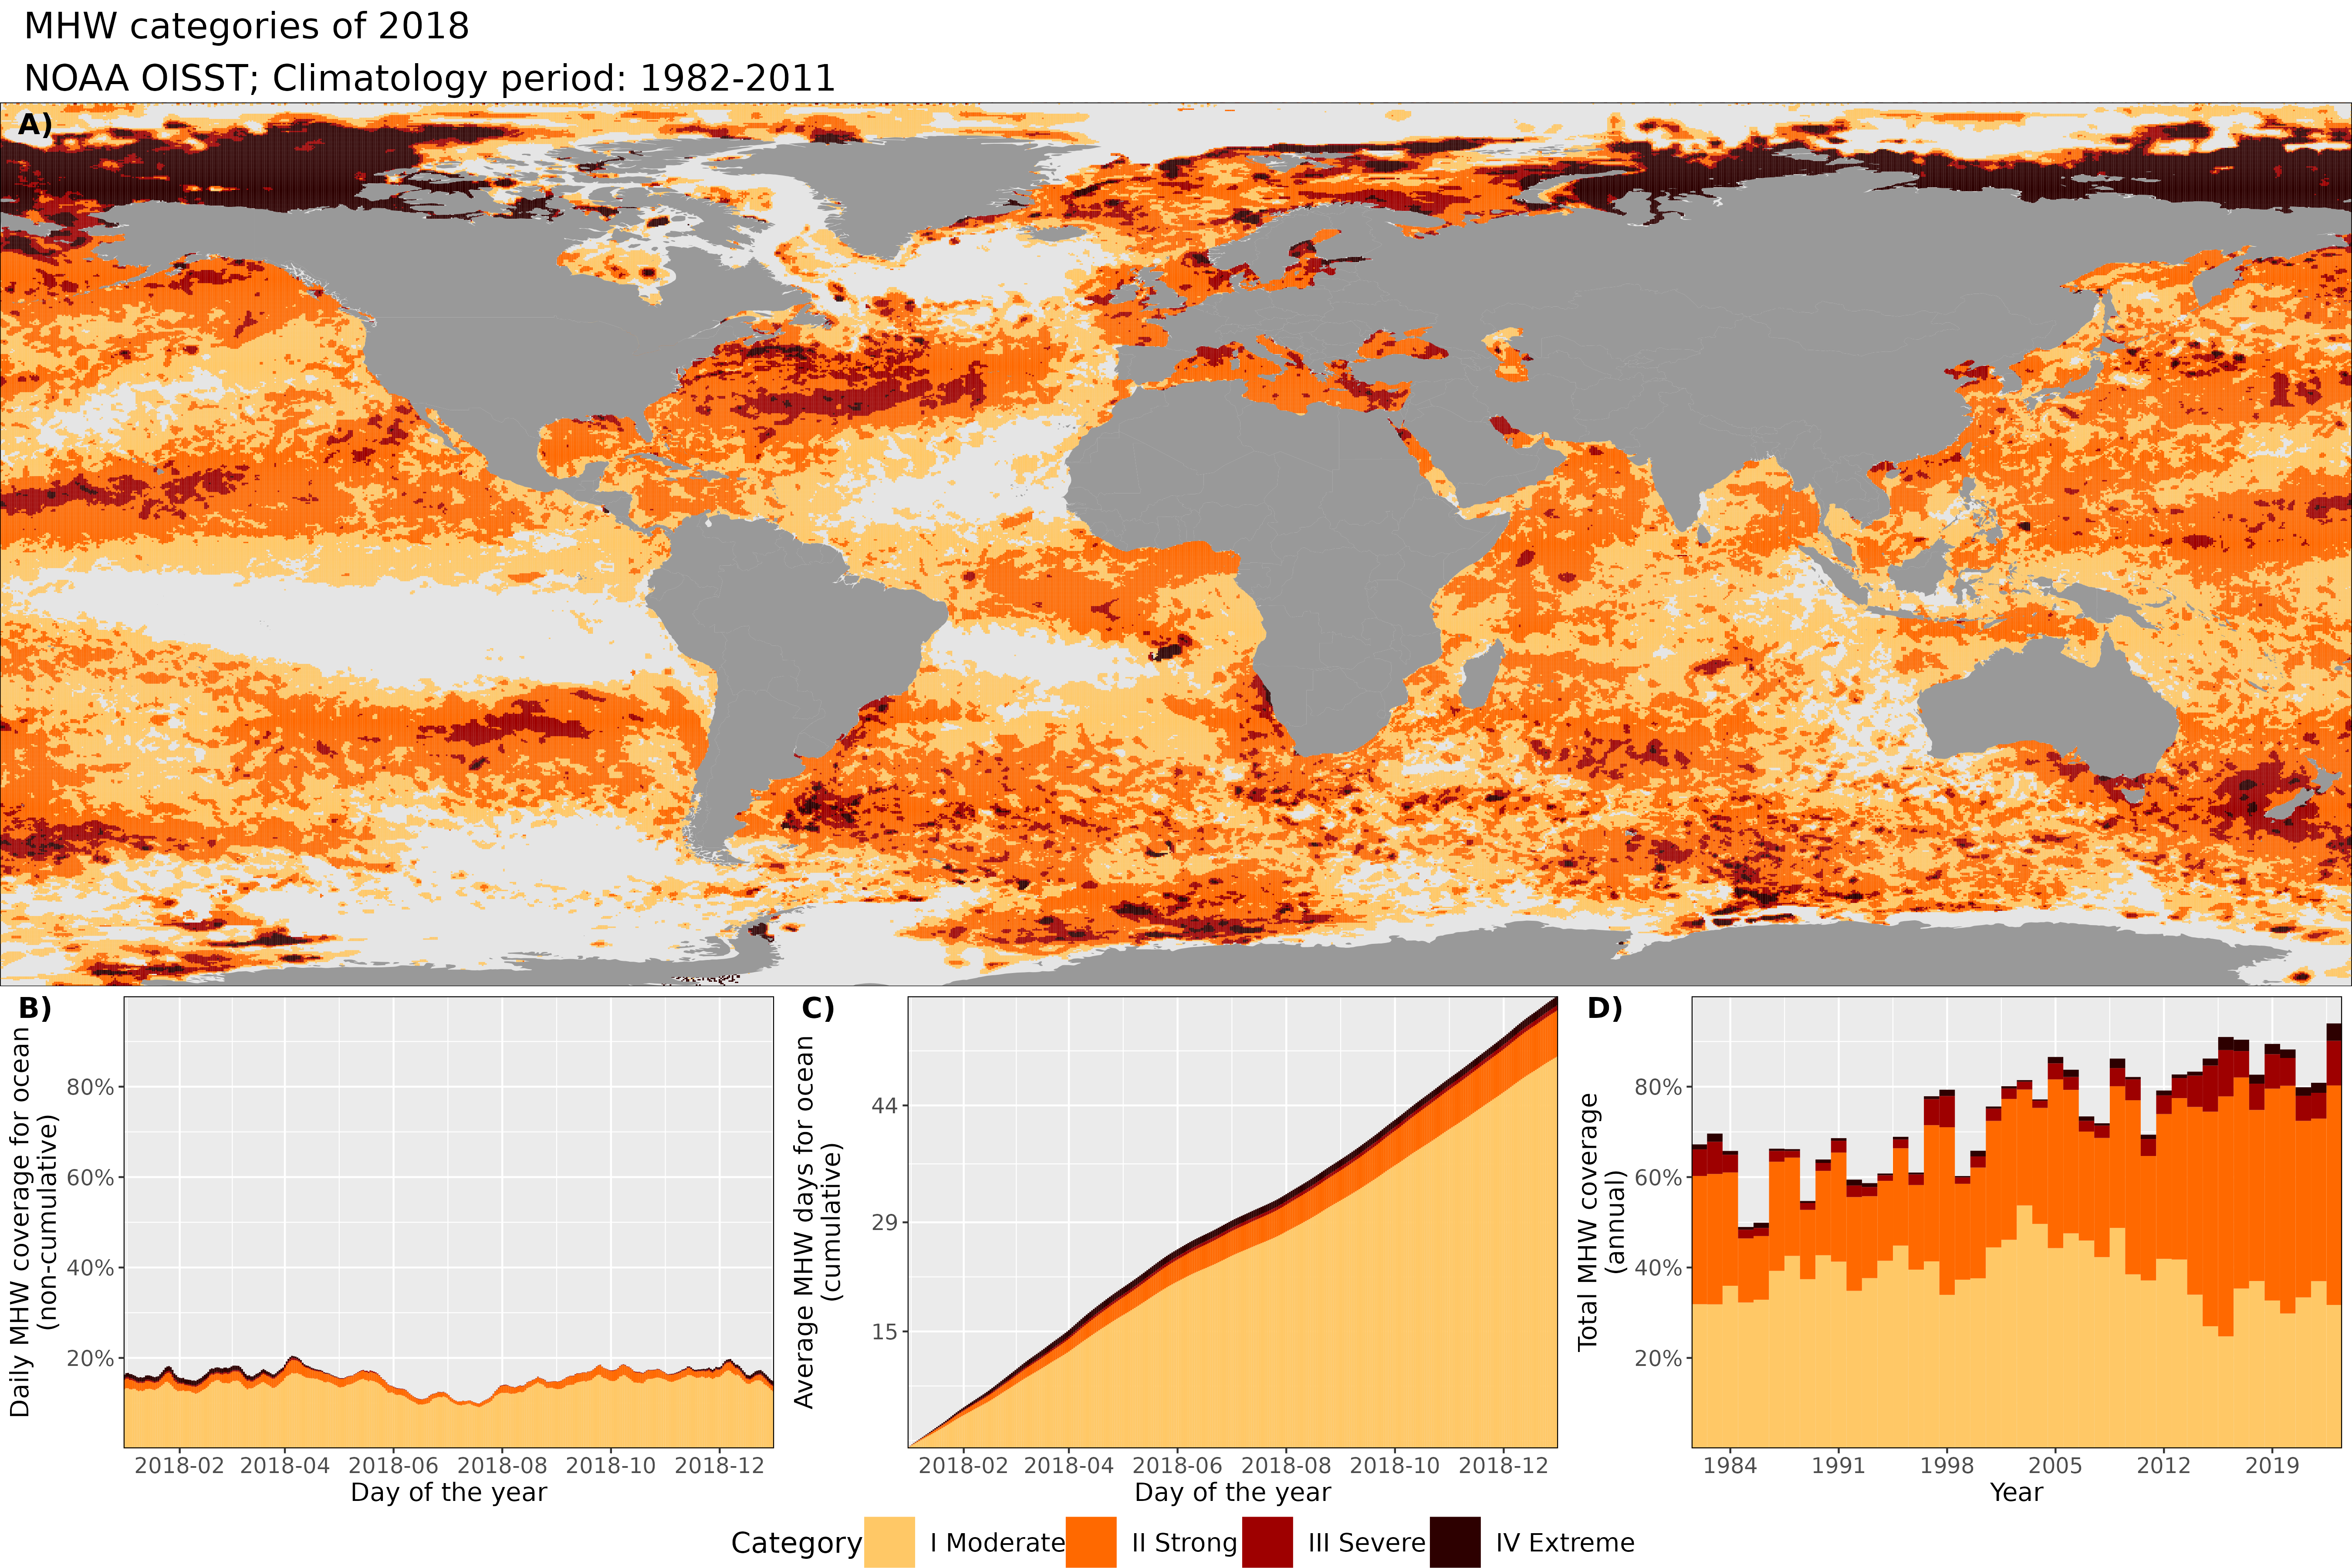 MHW categories of 2018
NOAA OISST; Climatology period: 1982-2011
A)
B)
Daily MHW coverage for ocean
(non-cumulative)
80%
60%
40%
20%
2018-02 2018-04 2018-06 2018-08 2018-10 2018-12
Day of the year
C)
Average MHW days for ocean
(cumulative)
44
29
15
2018-02 2018-04 2018-06 2018-08 2018-10 2018-12
Day of the year
D)
Total MHW coverage
(annual)
80%
60%
40%
20%
1984 1991 1998 2005 2012 2019
Year
Category I Moderate II Strong III Severe IV Extreme